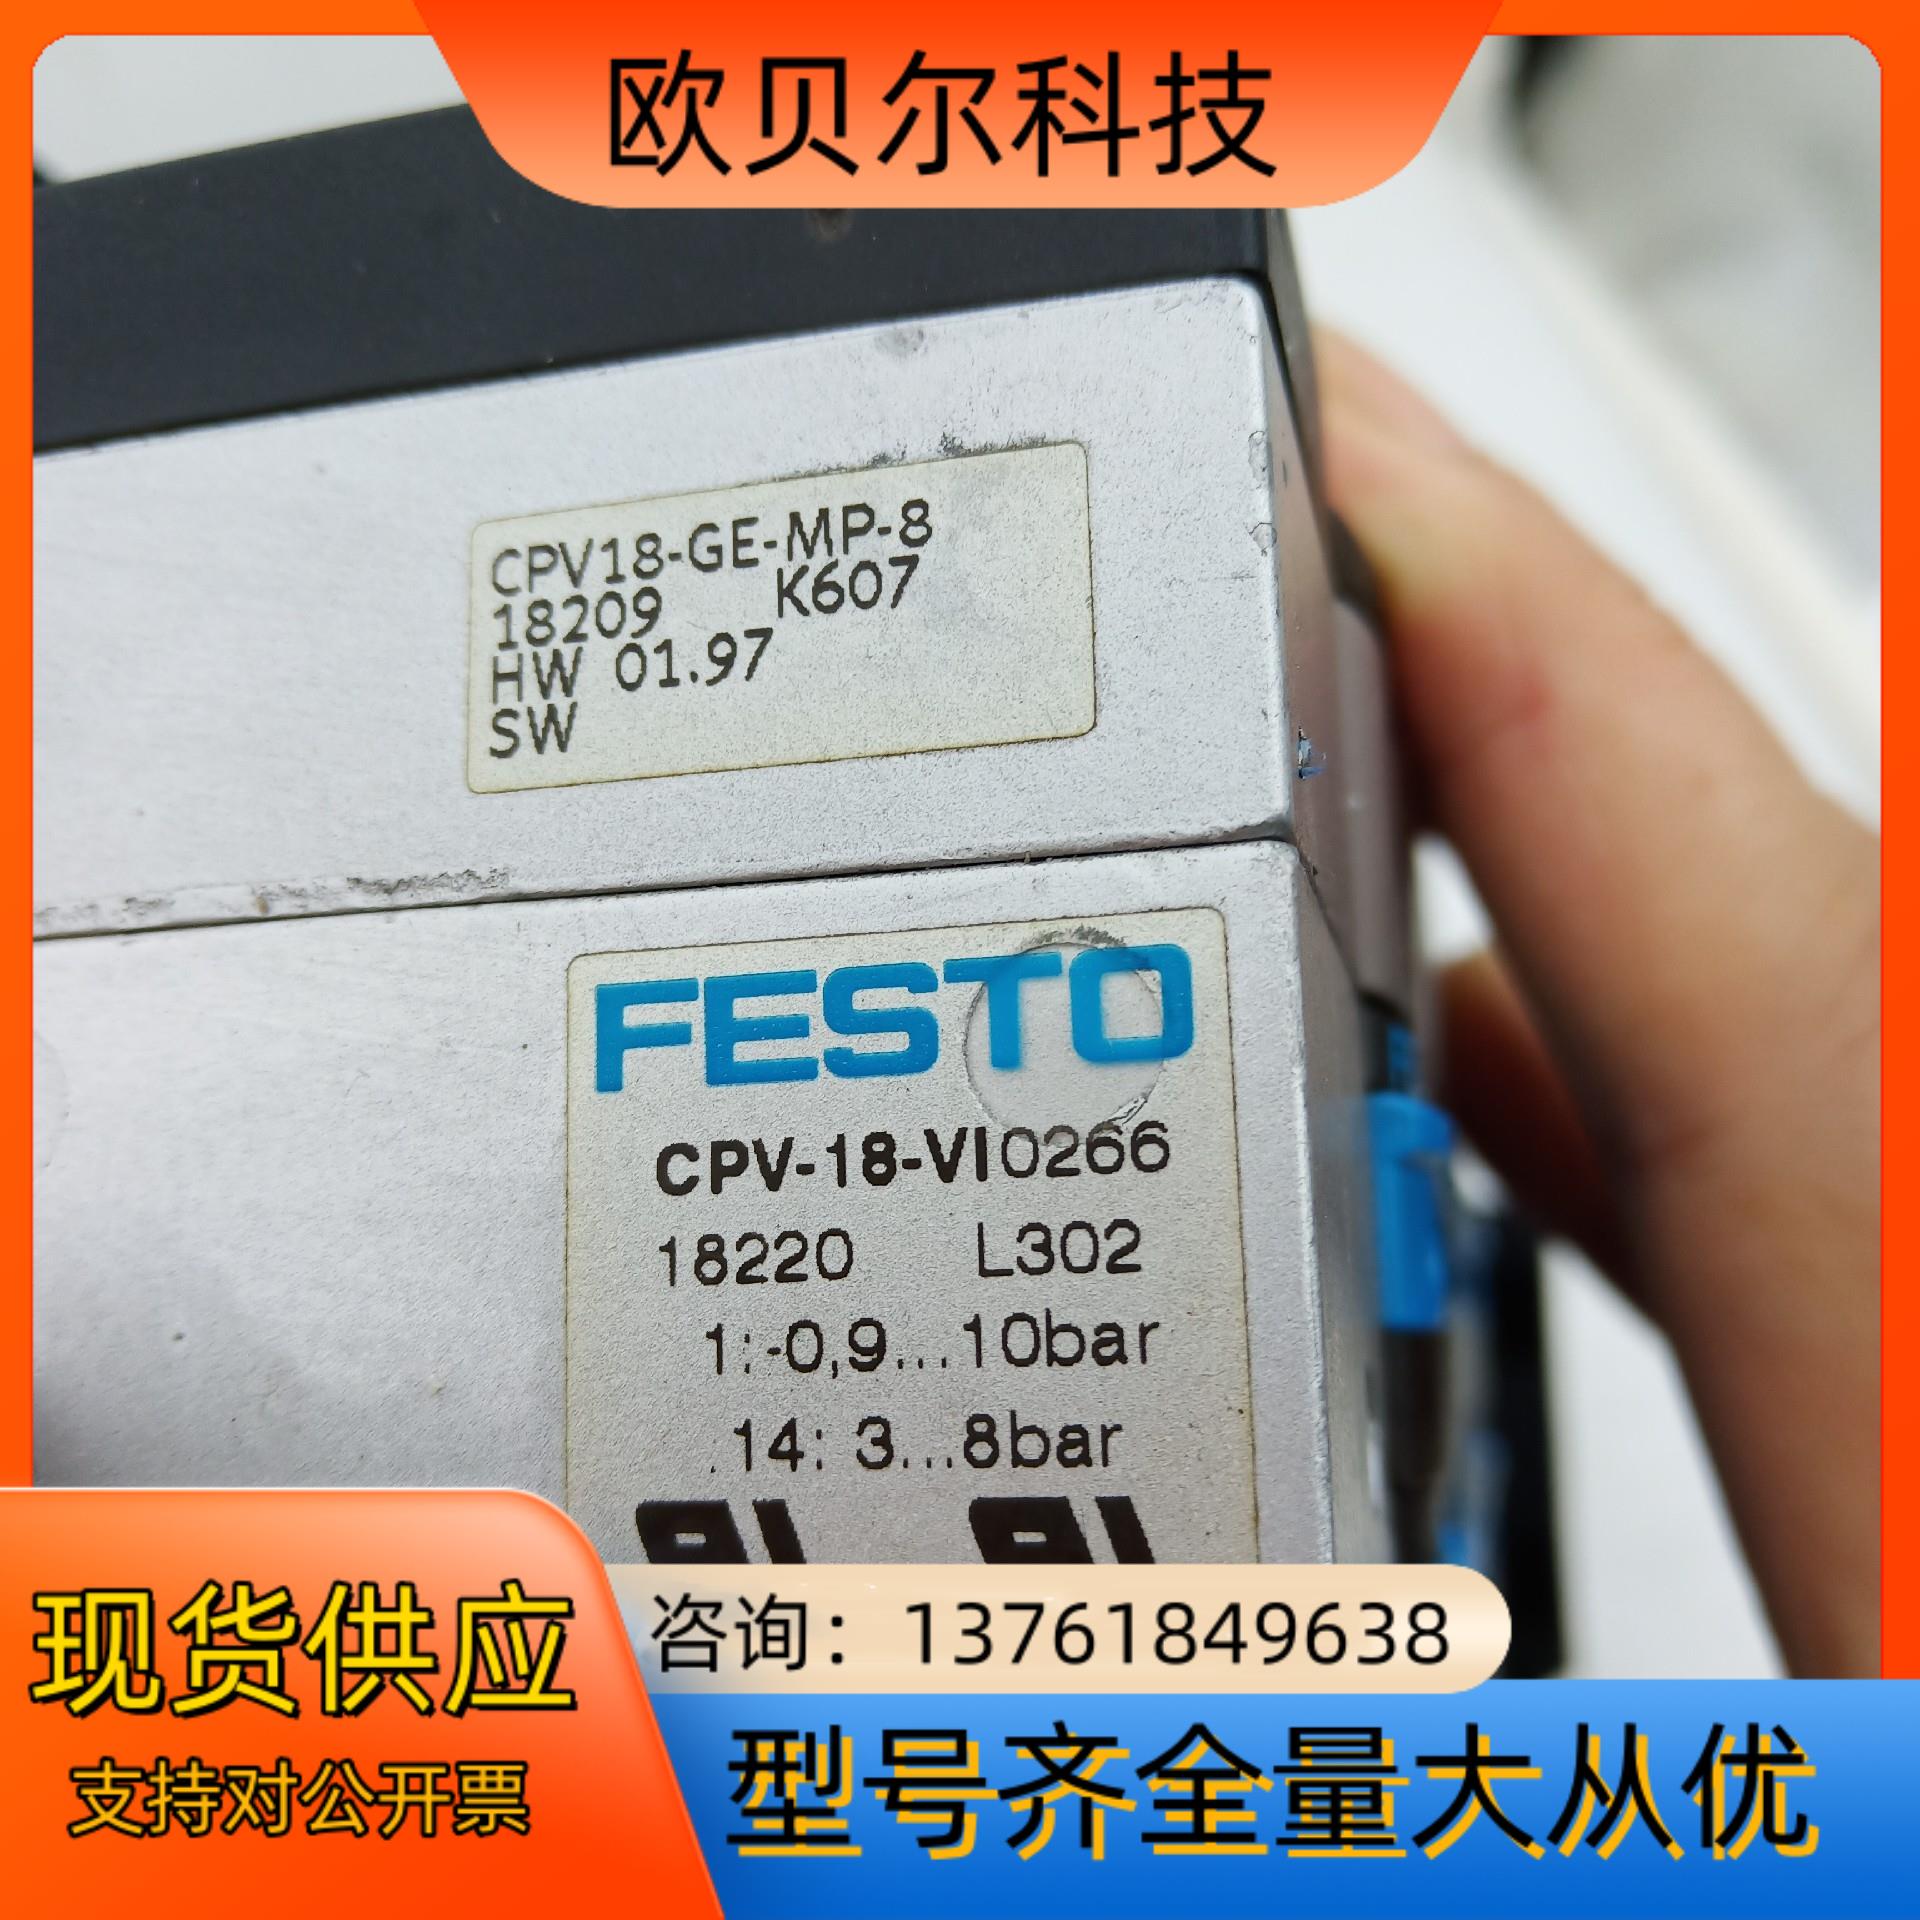 欧贝尔科技
CPV18-GE-MP-8
18209 K607
HW 01.97
SW
FESTO
CPV-18-VI0266
18220 L302
1:-0,9...10bar
14: 3...8bar
咨询：13761849638
现货供应
支持对公开票
型号齐全量大从优